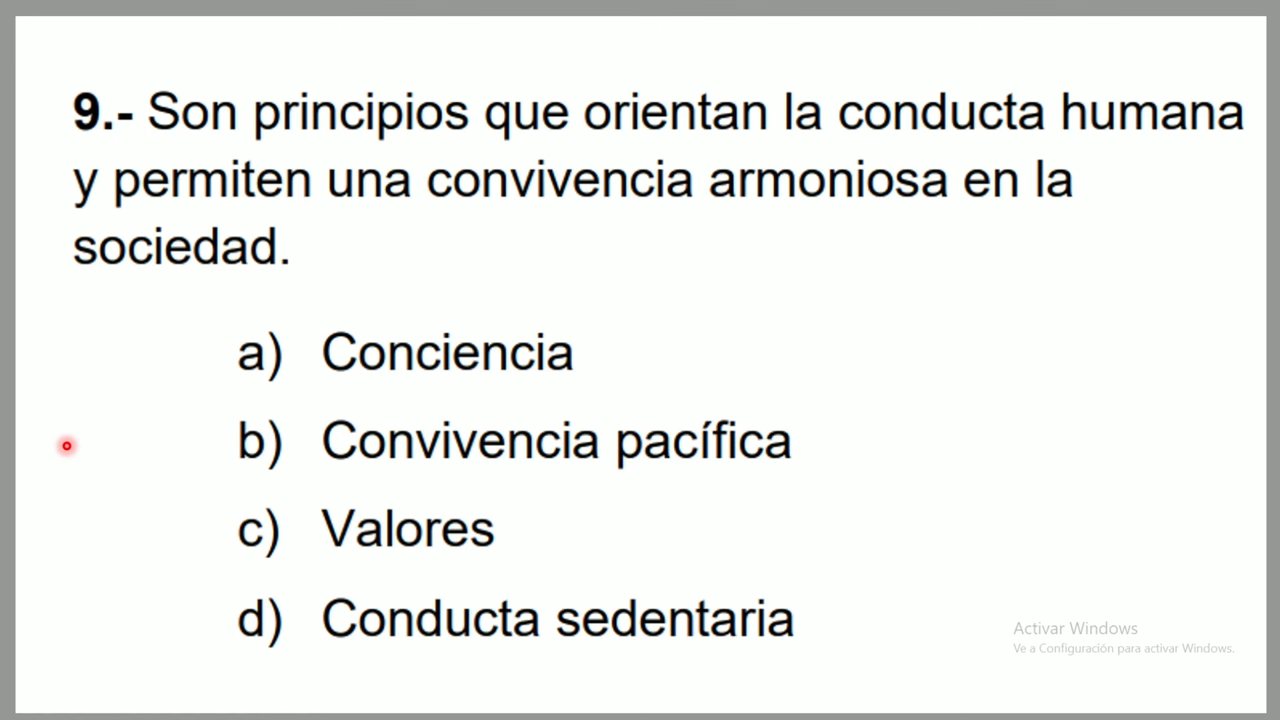 9.- Son principios que orientan la conducta humana
y permiten una convivencia armoniosa en la
sociedad.
a) Conciencia
b) Convivencia pacífica
c) Valores
d) Conducta sedentaria
Activar Windows
Ve a Configuración para activar Windows.